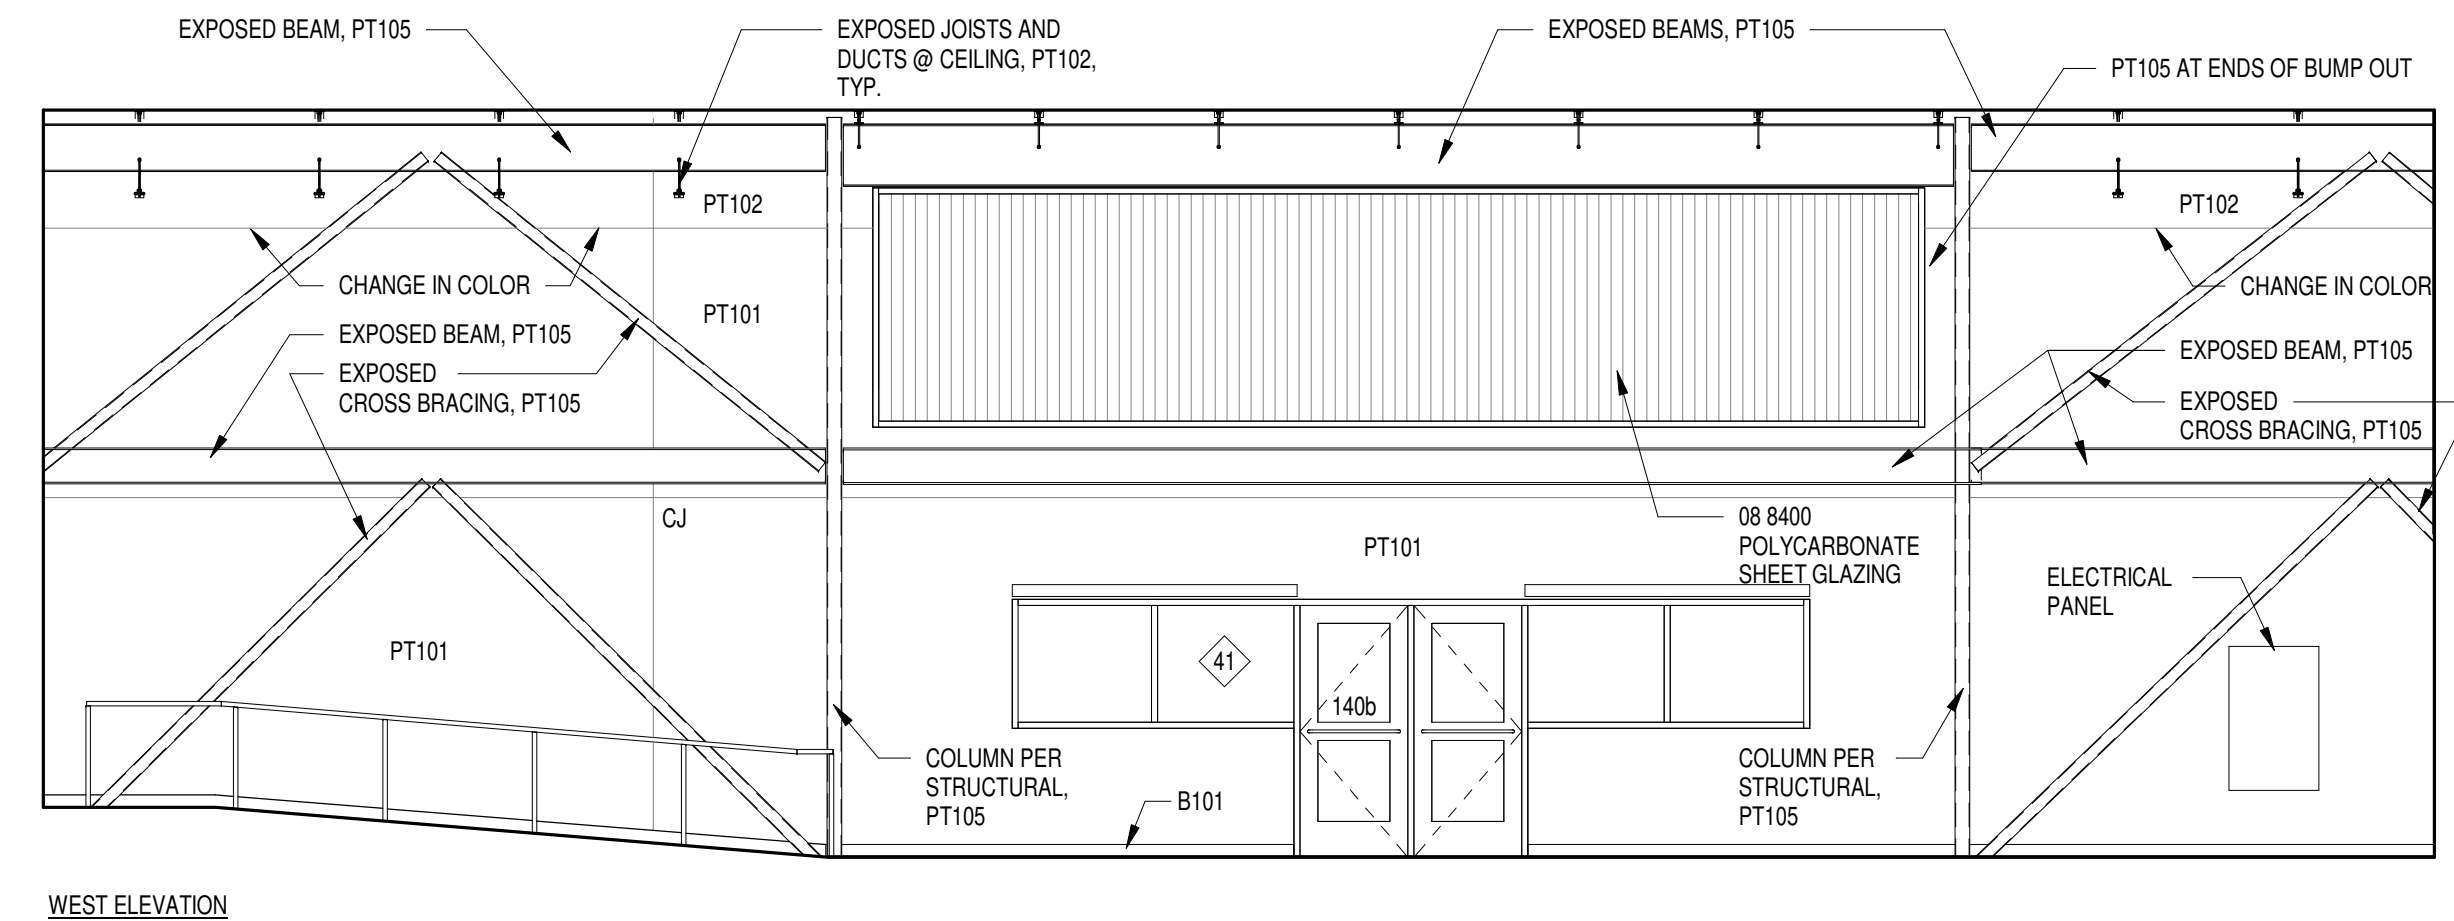 EXPOSED BEAM, PT105
EXPOSED JOISTS AND
DUCTS @ CEILING, PT102,
TYP.
EXPOSED BEAMS, PT105
PT105 AT ENDS OF BUMP OUT
PT102
PT102
CHANGE IN COLOR
CHANGE IN COLOR
PT101
EXPOSED BEAM, PT105
EXPOSED BEAM, PT105
EXPOSED
CROSS BRACING, PT105
EXPOSED
CROSS BRACING, PT105
CJ
08 8400
POLYCARBONATE
SHEET GLAZING
PT101
ELECTRICAL
PANEL
PT101
41
140b
COLUMN PER
STRUCTURAL,
PT105
COLUMN PER
STRUCTURAL,
PT105
B101
WEST ELEVATION